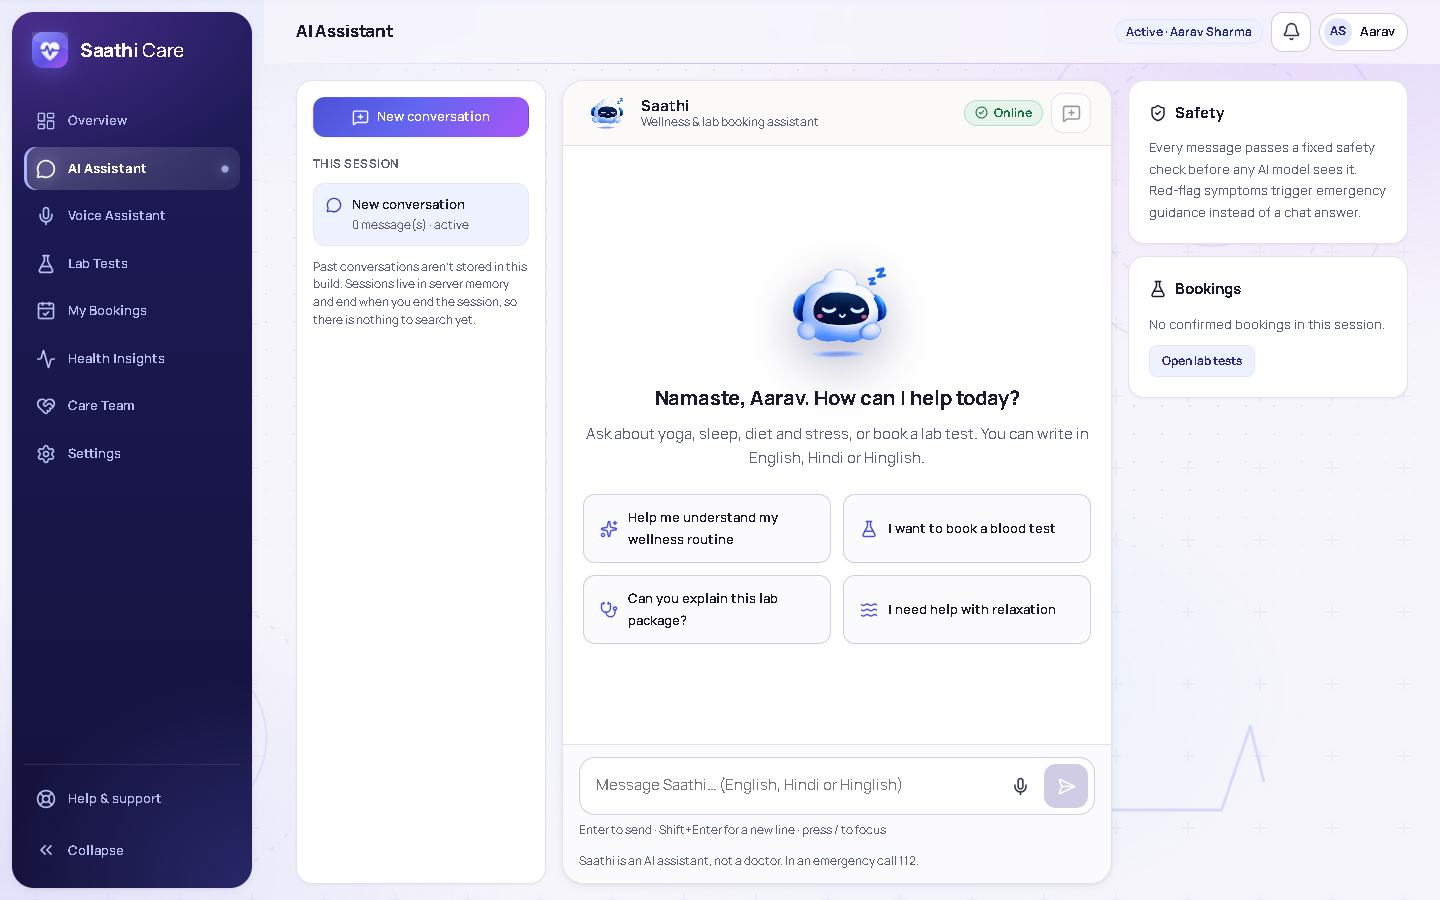 Saathi Care
Overview
AI Assistant
Voice Assistant
Lab Tests
My Bookings
Health Insights
Care Team
Settings
Help & support
Collapse
AI Assistant
Active · Aarav Sharma
AS
Aarav
New conversation
THIS SESSION
New conversation
0 message(s) · active
Past conversations aren't stored in this
build. Sessions live in server memory
and end when you end the session, so
there is nothing to search yet.
Saathi
Wellness & lab booking assistant
Online
zz
Namaste, Aarav. How can I help today?
Ask about yoga, sleep, diet and stress, or book a lab test. You can write in
English, Hindi or Hinglish.
Help me understand my
wellness routine
I want to book a blood test
Can you explain this lab
package?
I need help with relaxation
Message Saathi... (English, Hindi or Hinglish)
Enter to send · Shift+Enter for a new line · press / to focus
Saathi is an AI assistant, not a doctor. In an emergency call 112.
Safety
Every message passes a fixed safety
check before any AI model sees it.
Red-flag symptoms trigger emergency
guidance instead of a chat answer.
Bookings
No confirmed bookings in this session.
Open lab tests